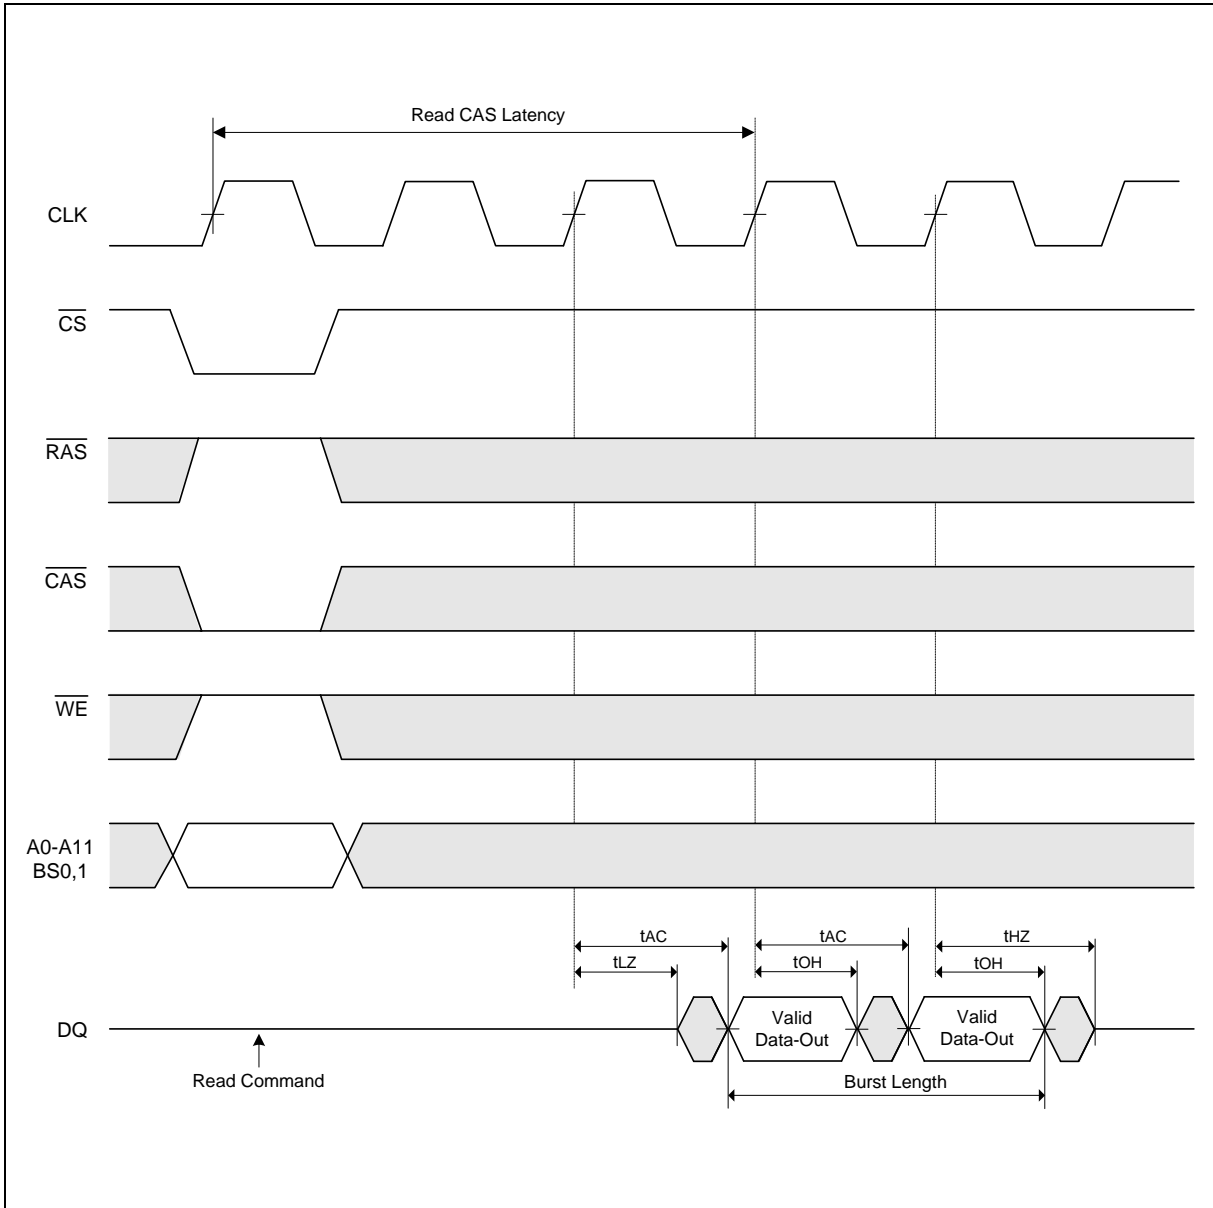 Read CAS Latency
CLK
CS
RAS
CAS
WE
A0-A11
BS0,1
tAC
tAC
tHZ
tLZ
tOH
tOH
DQ
Valid
Data-Out
Valid
Data-Out
Read Command
Burst Length